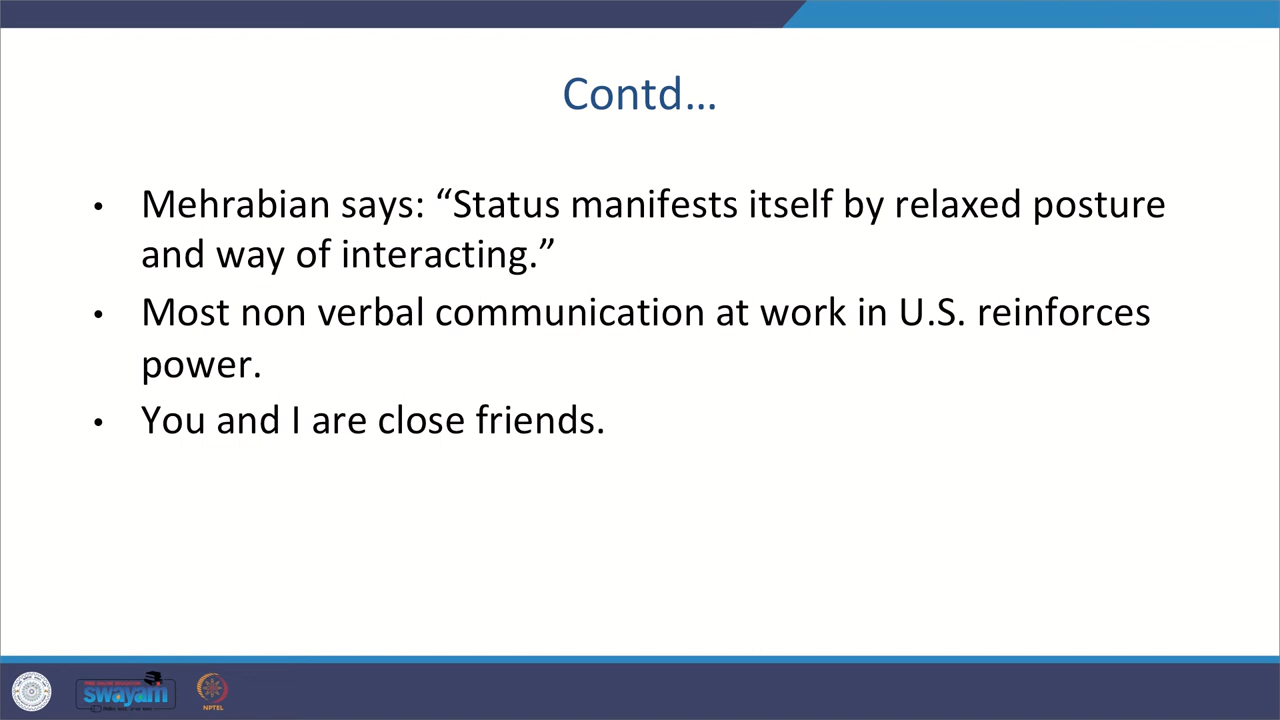 Contd…
• Mehrabian says: “Status manifests itself by relaxed posture
and way of interacting.”
• Most non verbal communication at work in U.S. reinforces
power.
• You and I are close friends.
swayam
NPTEL